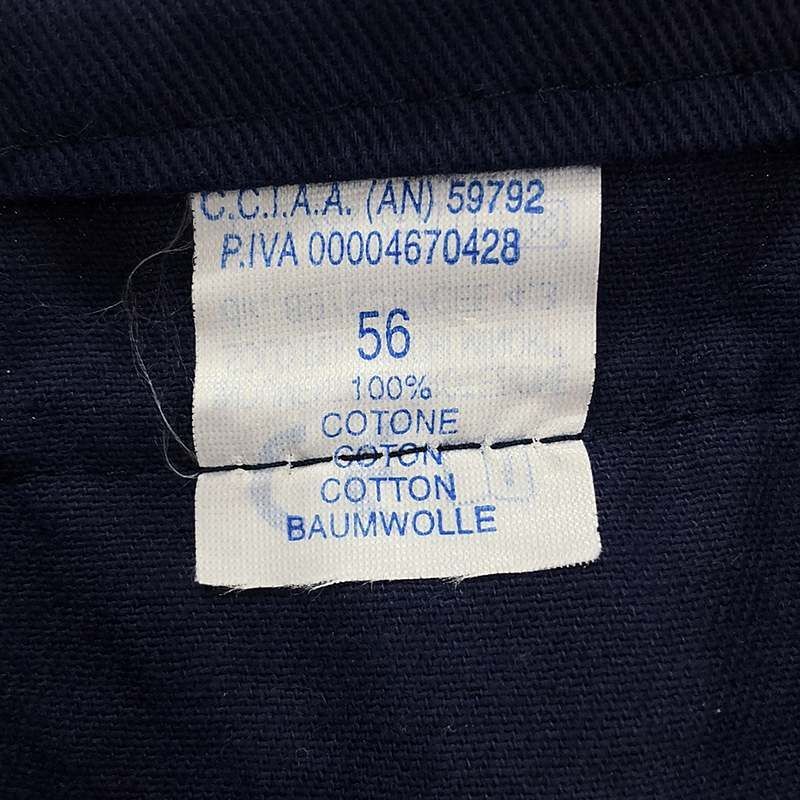 C.C.I.A.A. (AN) 59792
P.IVA 00004670428
56
100%
COTONE
COTON
COTTON
BAUMWOLLE